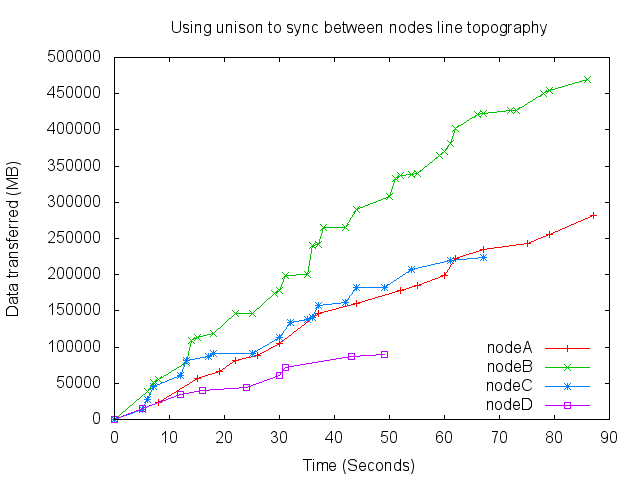 Using unison to sync between nodes line topography
500000
450000
400000
350000
300000
250000
200000
150000
100000
50000
0
Data transferred (MB)
nodeA
nodeB
nodeC
nodeD
0 10 20 30 40 50 60 70 80 90
Time (Seconds)